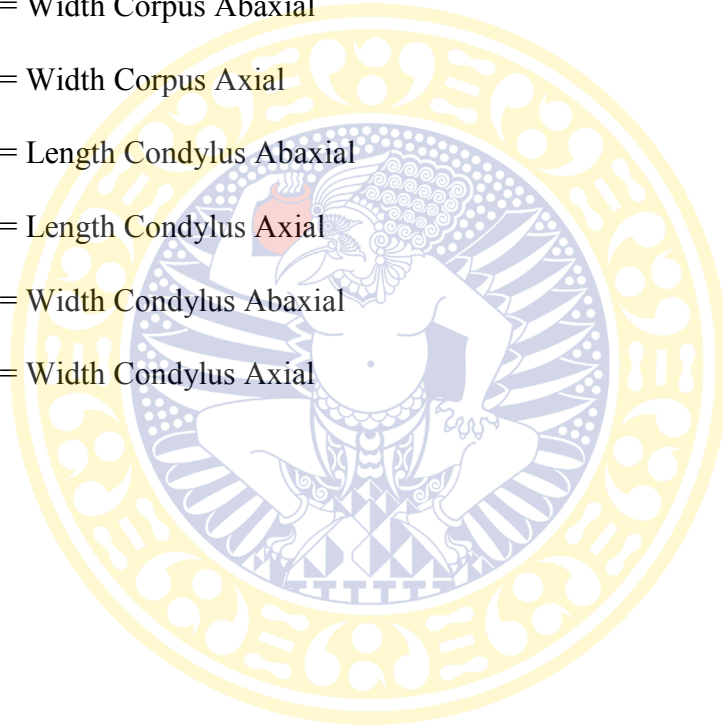 = Width Corpus Abaxial
= Width Corpus Axial
= Length Condylus Abaxial
= Length Condylus Axial
= Width Condylus Abaxial
= Width Condylus Axial